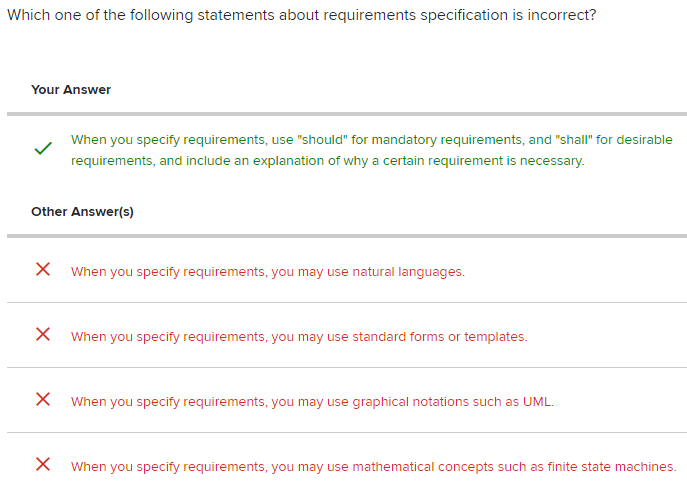 Which one of the following statements about requirements specification is incorrect?
Your Answer
When you specify requirements, use "should" for mandatory requirements, and "shall" for desirable
requirements, and include an explanation of why a certain requirement is necessary.
Other Answer(s)
When you specify requirements, you may use natural languages.
When you specify requirements, you may use standard forms or templates.
When you specify requirements, you may use graphical notations such as UML.
When you specify requirements, you may use mathematical concepts such as finite state machines.